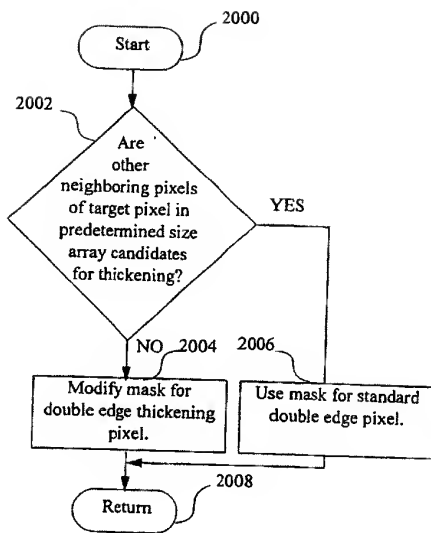 2000
Start
2002
Are
other
neighboring pixels
of target pixel in
predetermined size
array candidates
for thickening?
YES
NO
2004
2006
Modify mask for
double edge thickening
pixel.
Use mask for standard
double edge pixel.
Return
2008